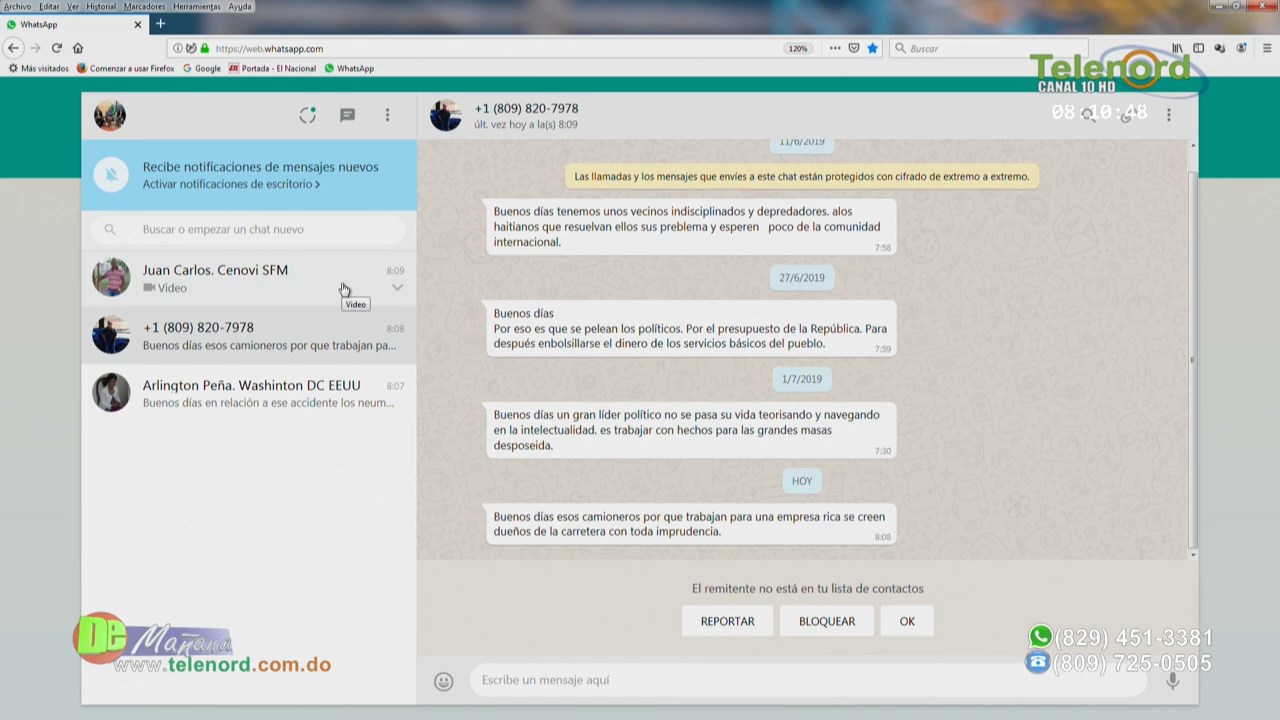 Archivo Editar Ver Historial Marcadores Herramientas Ayuda
WhatsApp
https://web.whatsapp.com
120%
Buscar
Más visitados
Comenzar a usar Firefox
Google
Portada - El Nacional
WhatsApp
Telenord
CANAL 10 HD
08:10:48
+1 (809) 820-7978
últ. vez hoy a la(s) 8:09
Recibe notificaciones de mensajes nuevos
Activar notificaciones de escritorio >
Buscar o empezar un chat nuevo
Juan Carlos. Cenovi SFM
8:09
Video
Video
+1 (809) 820-7978
8:08
Buenos días esos camioneros por que trabajan pa...
Arlington Peña. Washinton DC EEUU
8:07
Buenos días en relación a ese accidente los neum...
11/6/2019
Las llamadas y los mensajes que envíes a este chat están protegidos con cifrado de extremo a extremo.
Buenos días tenemos unos vecinos indisciplinados y depredadores. alos
haitianos que resuelvan ellos sus preblema y esperen poco de la comunidad
internacional.
7:58
27/6/2019
Buenos días
Por eso es que se pelean los políticos. Por el presupuesto de la República. Para
después enbolsillarse el dinero de los servicios básicos del pueblo.
7:59
1/7/2019
Buenos días un gran líder político no se pasa su vida teorisando y navegando
en la intelectualidad. es trabajar con hechos para las grandes masas
desposeida.
7:30
HOY
Buenos días esos camioneros por que trabajan para una empresa rica se creen
dueños de la carretera con toda imprudencia.
8:08
El remitente no está en tu lista de contactos
REPORTAR
BLOQUEAR
OK
Escribe un mensaje aquí
De Mañana
www.telenord.com.do
(829) 451-3381
(809) 725-0505